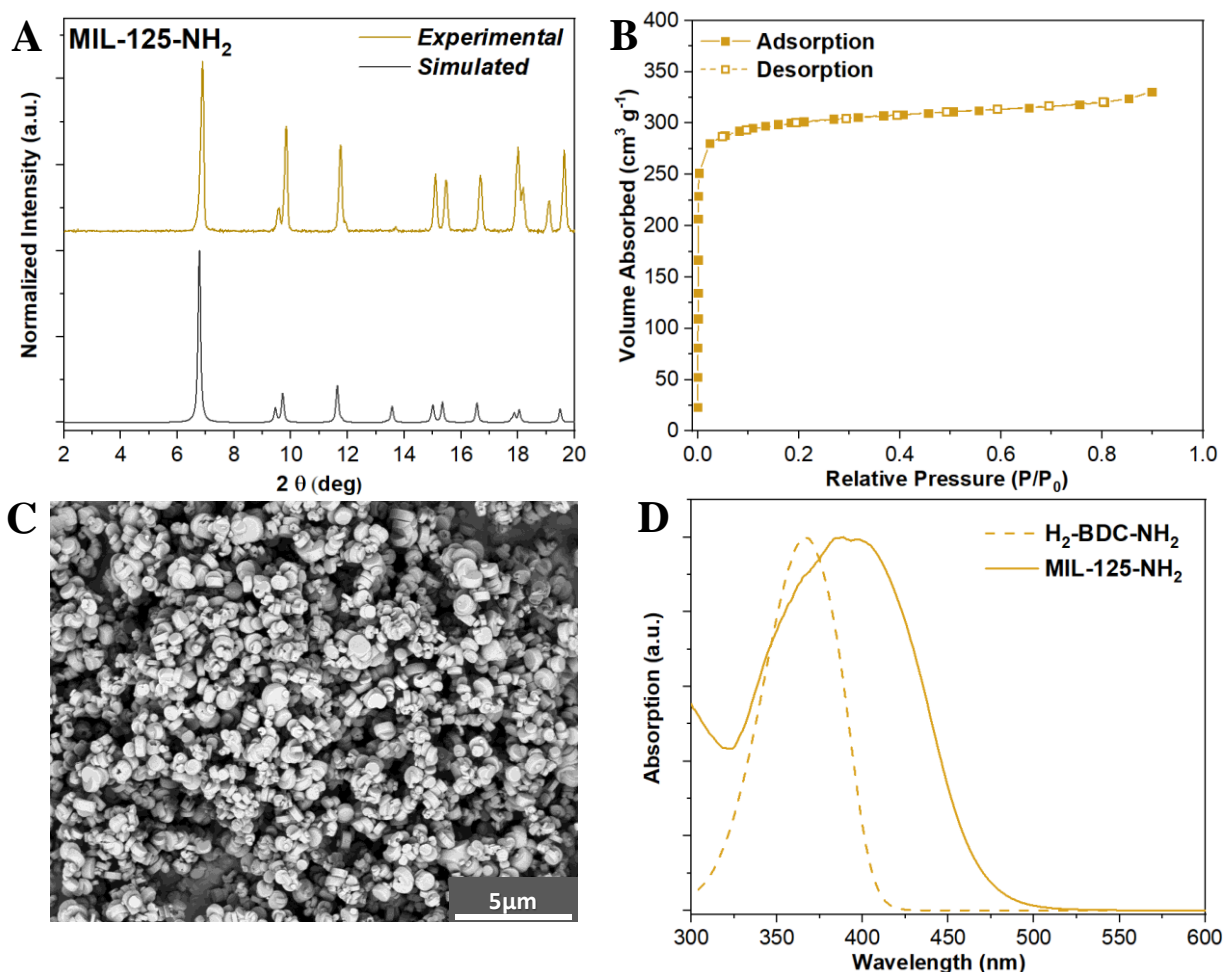 A
MIL-125-NH₂
Experimental
Simulated
Normalized Intensity (a.u.)
2 4 6 8 10 12 14 16 18 20
2 θ (deg)
B
Adsorption
Desorption
Volume Absorbed (cm³ g⁻¹)
400
350
300
250
200
150
100
50
0
0.0 0.2 0.4 0.6 0.8 1.0
Relative Pressure (P/P₀)
C
5µm
D
H₂-BDC-NH₂
MIL-125-NH₂
Absorption (a.u.)
300 350 400 450 500 550 600
Wavelength (nm)